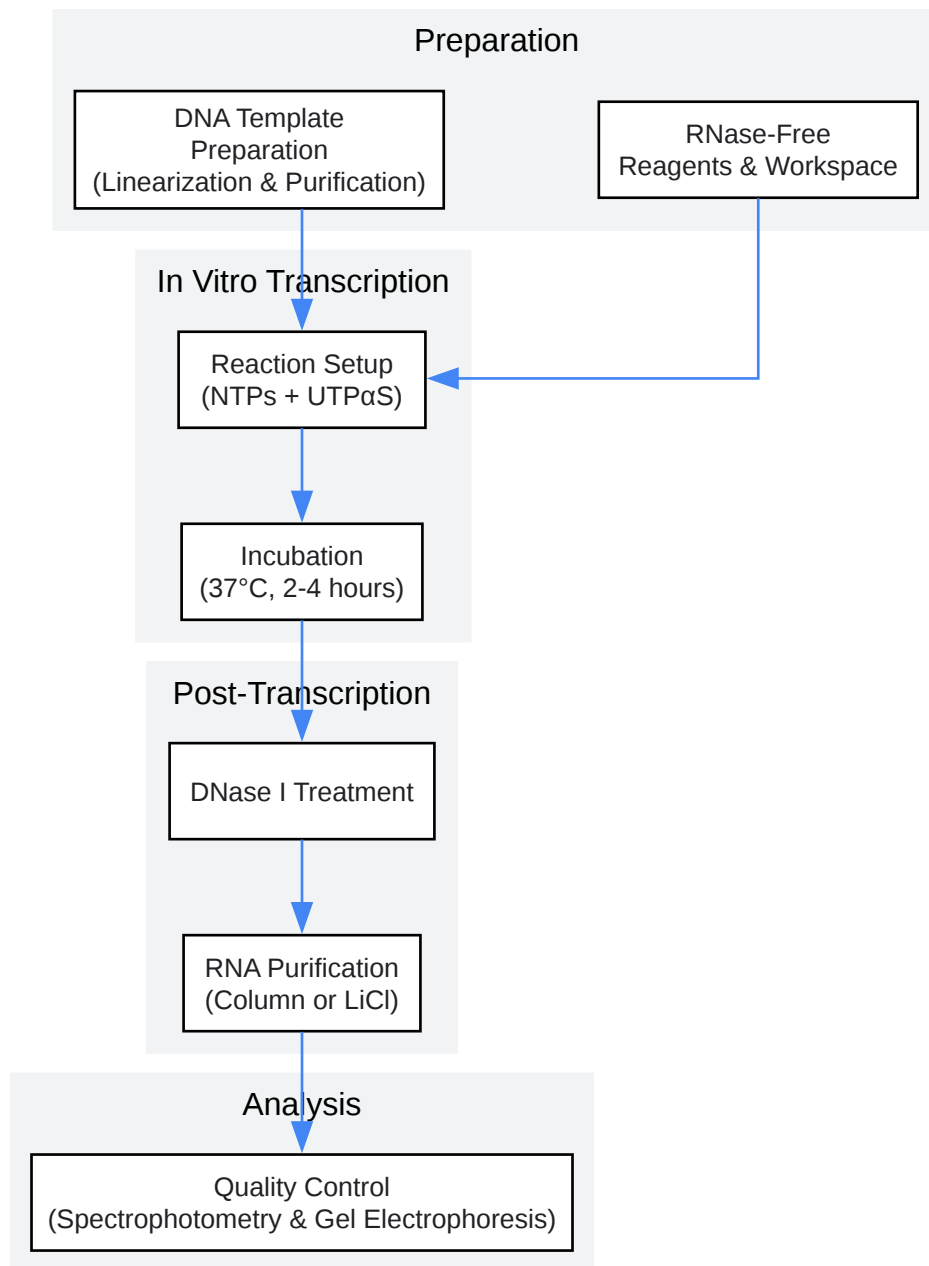 Preparation
DNA Template
Preparation
(Linearization & Purification)
RNase-Free
Reagents & Workspace
In Vitro Transcription
Reaction Setup
(NTPs + UTPαS)
Incubation
(37°C, 2-4 hours)
Post-Transcription
DNase I Treatment
RNA Purification
(Column or LiCl)
Analysis
Quality Control
(Spectrophotometry & Gel Electrophoresis)